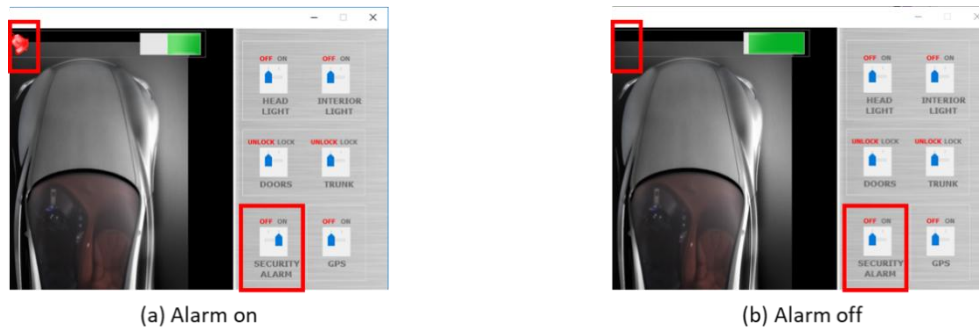 OFF ON OFF ON
HEAD LIGHT INTERIOR LIGHT
UNLOCK LOCK UNLOCK LOCK
DOORS TRUNK
OFF ON OFF ON
SECURITY ALARM GPS
(a) Alarm on
OFF ON OFF ON
HEAD LIGHT INTERIOR LIGHT
UNLOCK LOCK UNLOCK LOCK
DOORS TRUNK
OFF ON OFF ON
SECURITY ALARM GPS
(b) Alarm off